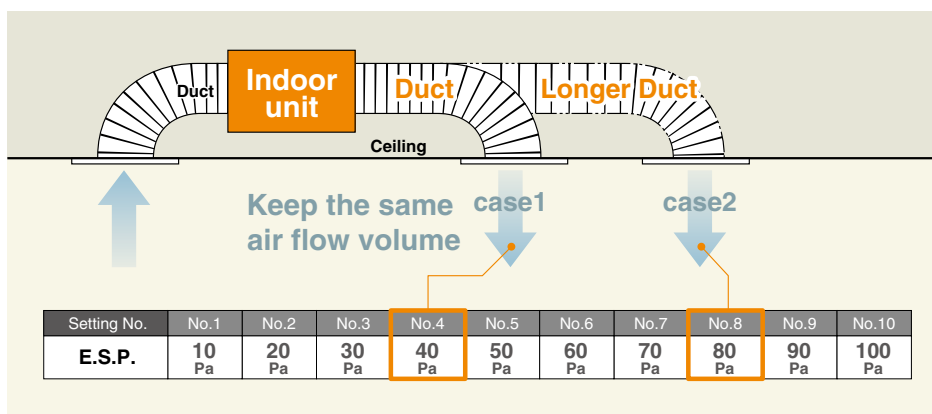 Duct
Indoor
unit
Duct
Longer Duct
Ceiling
Keep the same
air flow volume
case1
case2
Setting No. No.1 No.2 No.3 No.4 No.5 No.6 No.7 No.8 No.9 No.10
E.S.P. 10 20 30 40 50 60 70 80 90 100
Pa Pa Pa Pa Pa Pa Pa Pa Pa Pa